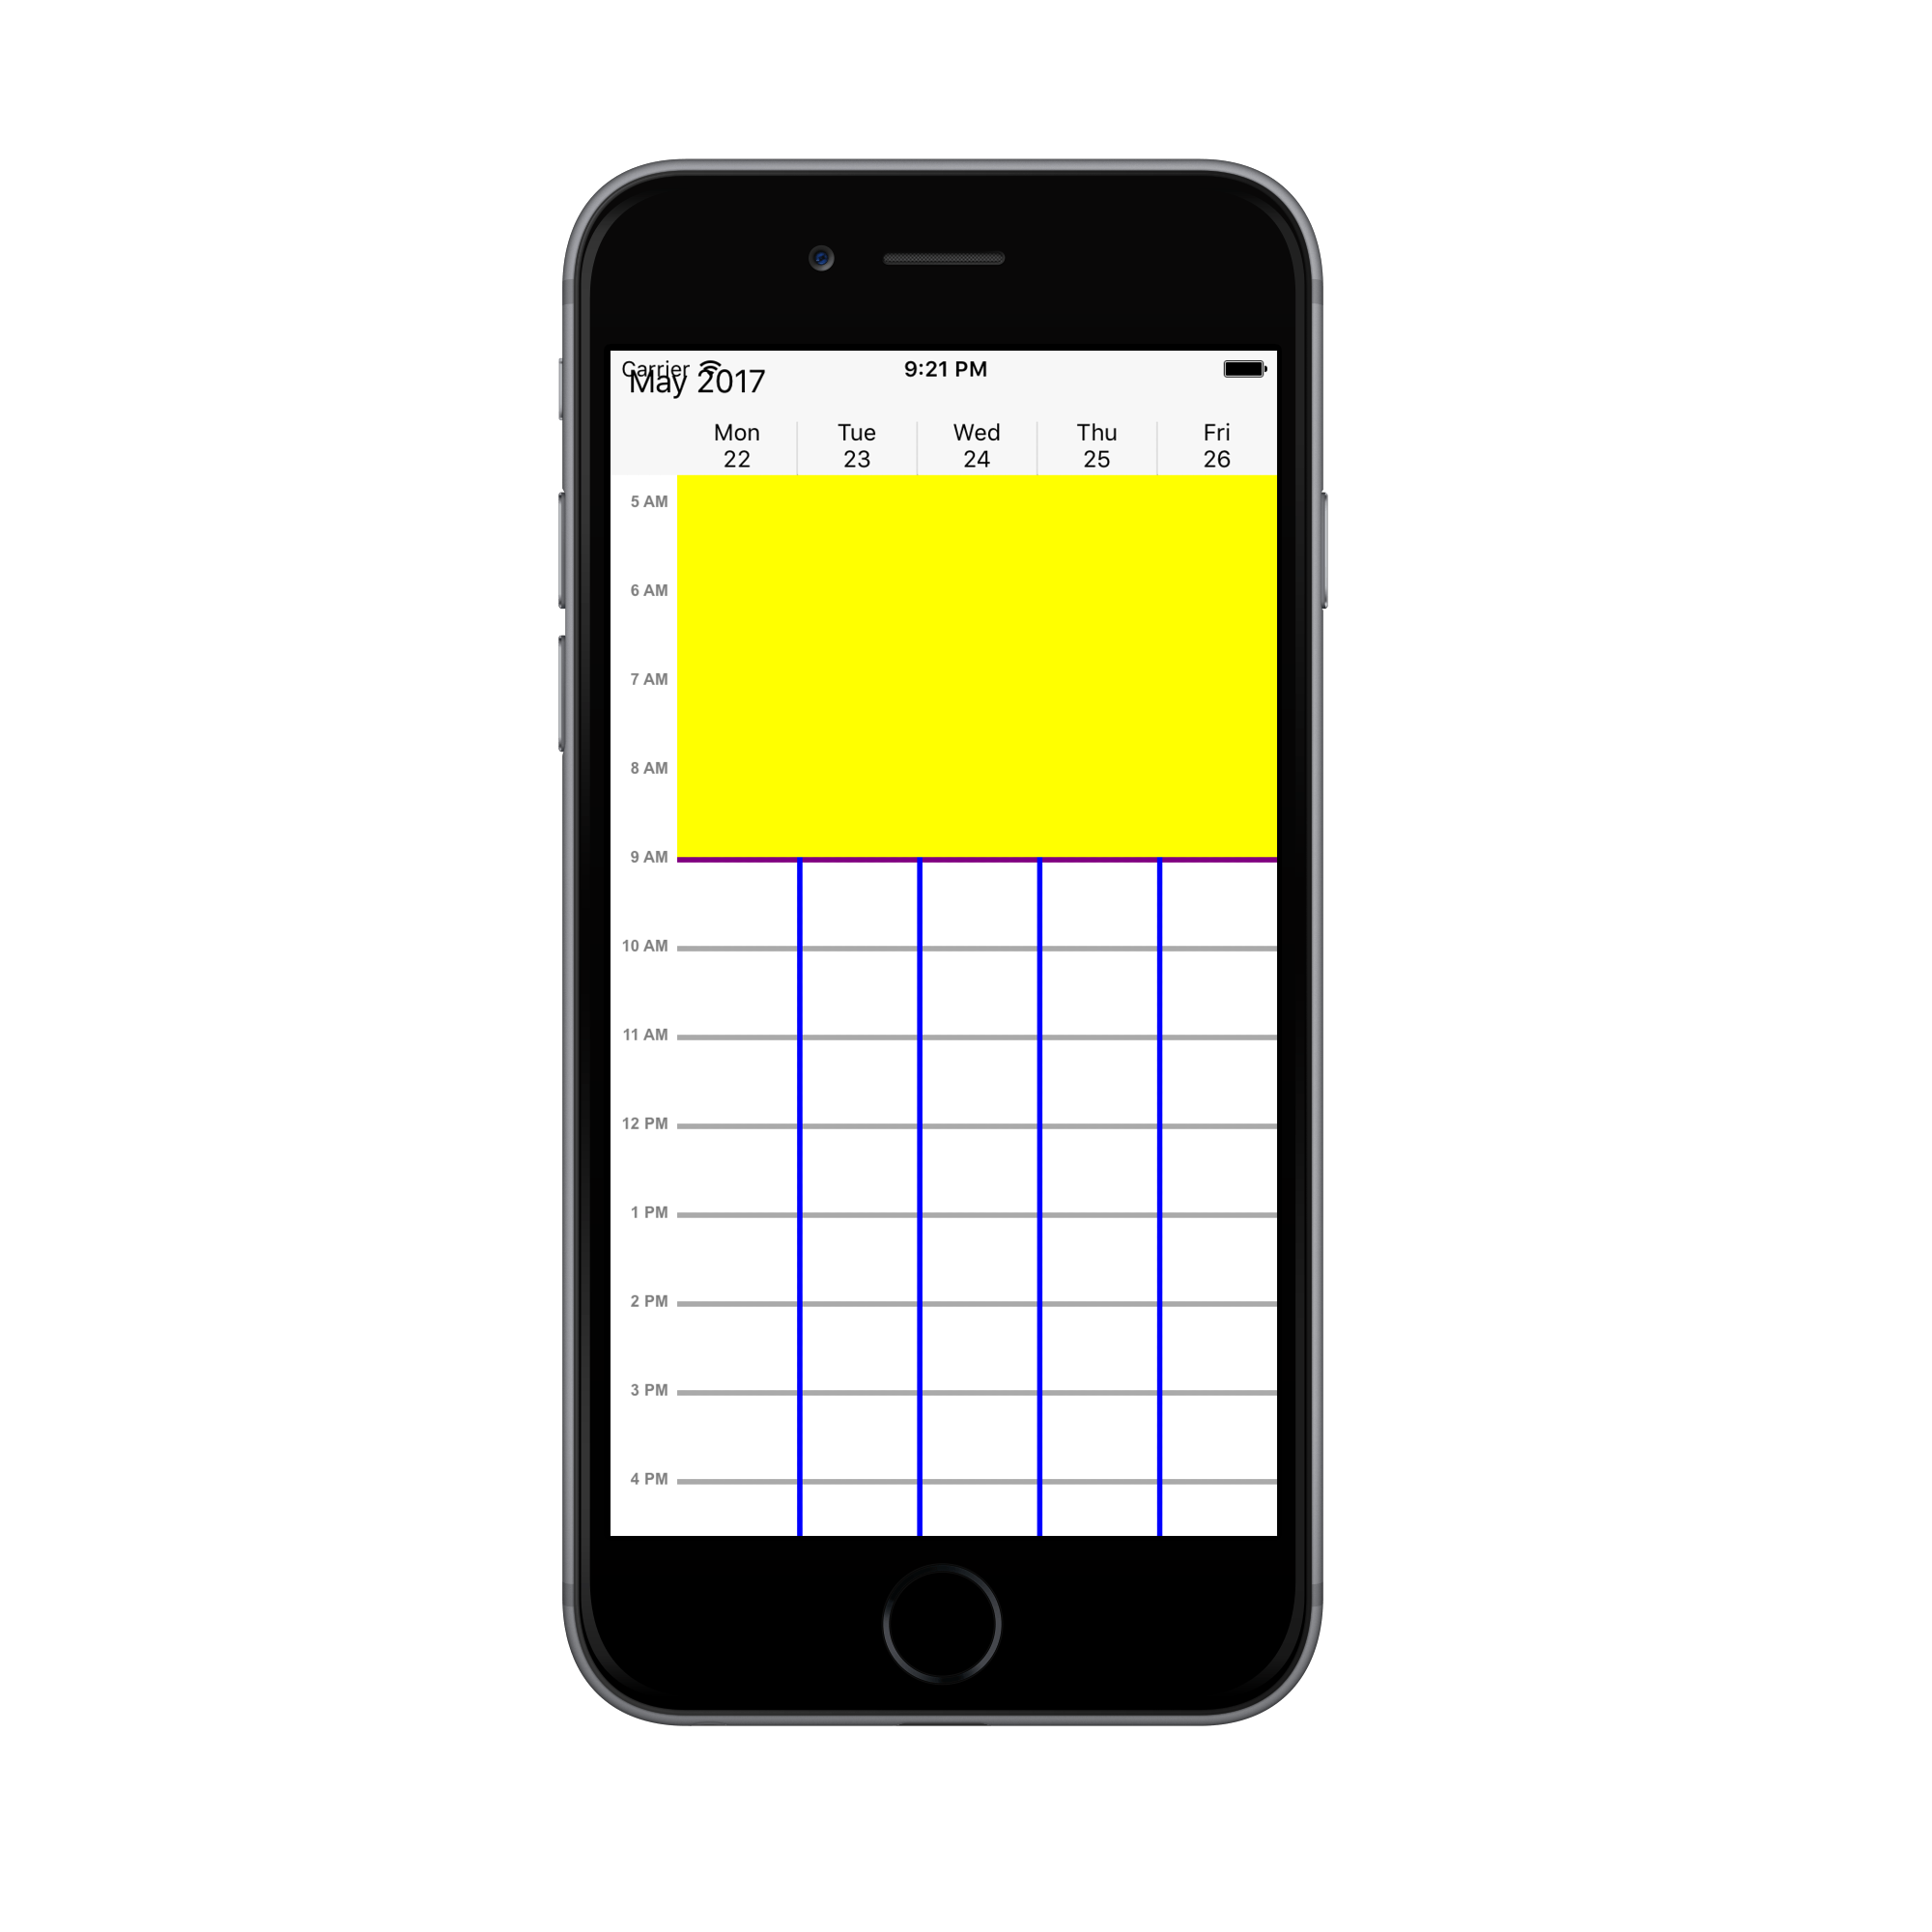 Carrier 9:21 PM
May 2017
Mon Tue Wed Thu Fri
22 23 24 25 26
5 AM
6 AM
7 AM
8 AM
9 AM
10 AM
11 AM
12 PM
1 PM
2 PM
3 PM
4 PM